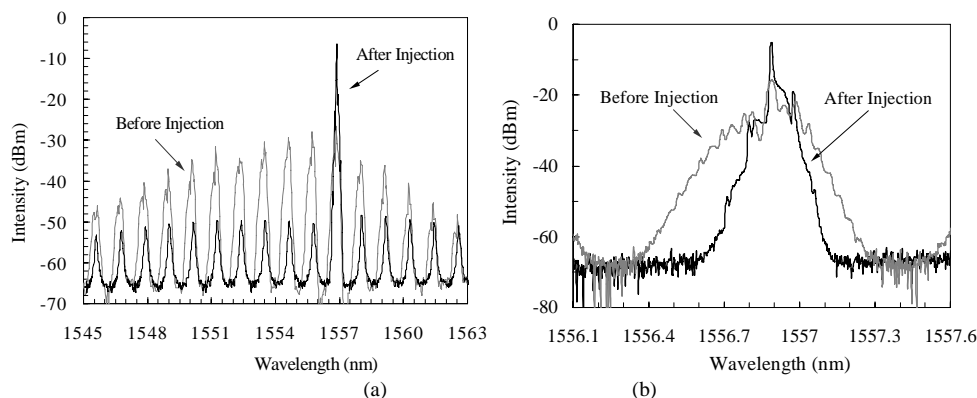 0
-10
-20
-30
-40
-50
-60
-70
Intensity (dBm)
After Injection
Before Injection
1545 1548 1551 1554 1557 1560 1563
Wavelength (nm)
(a)
0
-20
-40
-60
-80
Intensity (dBm)
Before Injection
After Injection
1556.1 1556.4 1556.7 1557 1557.3 1557.6
Wavelength (nm)
(b)